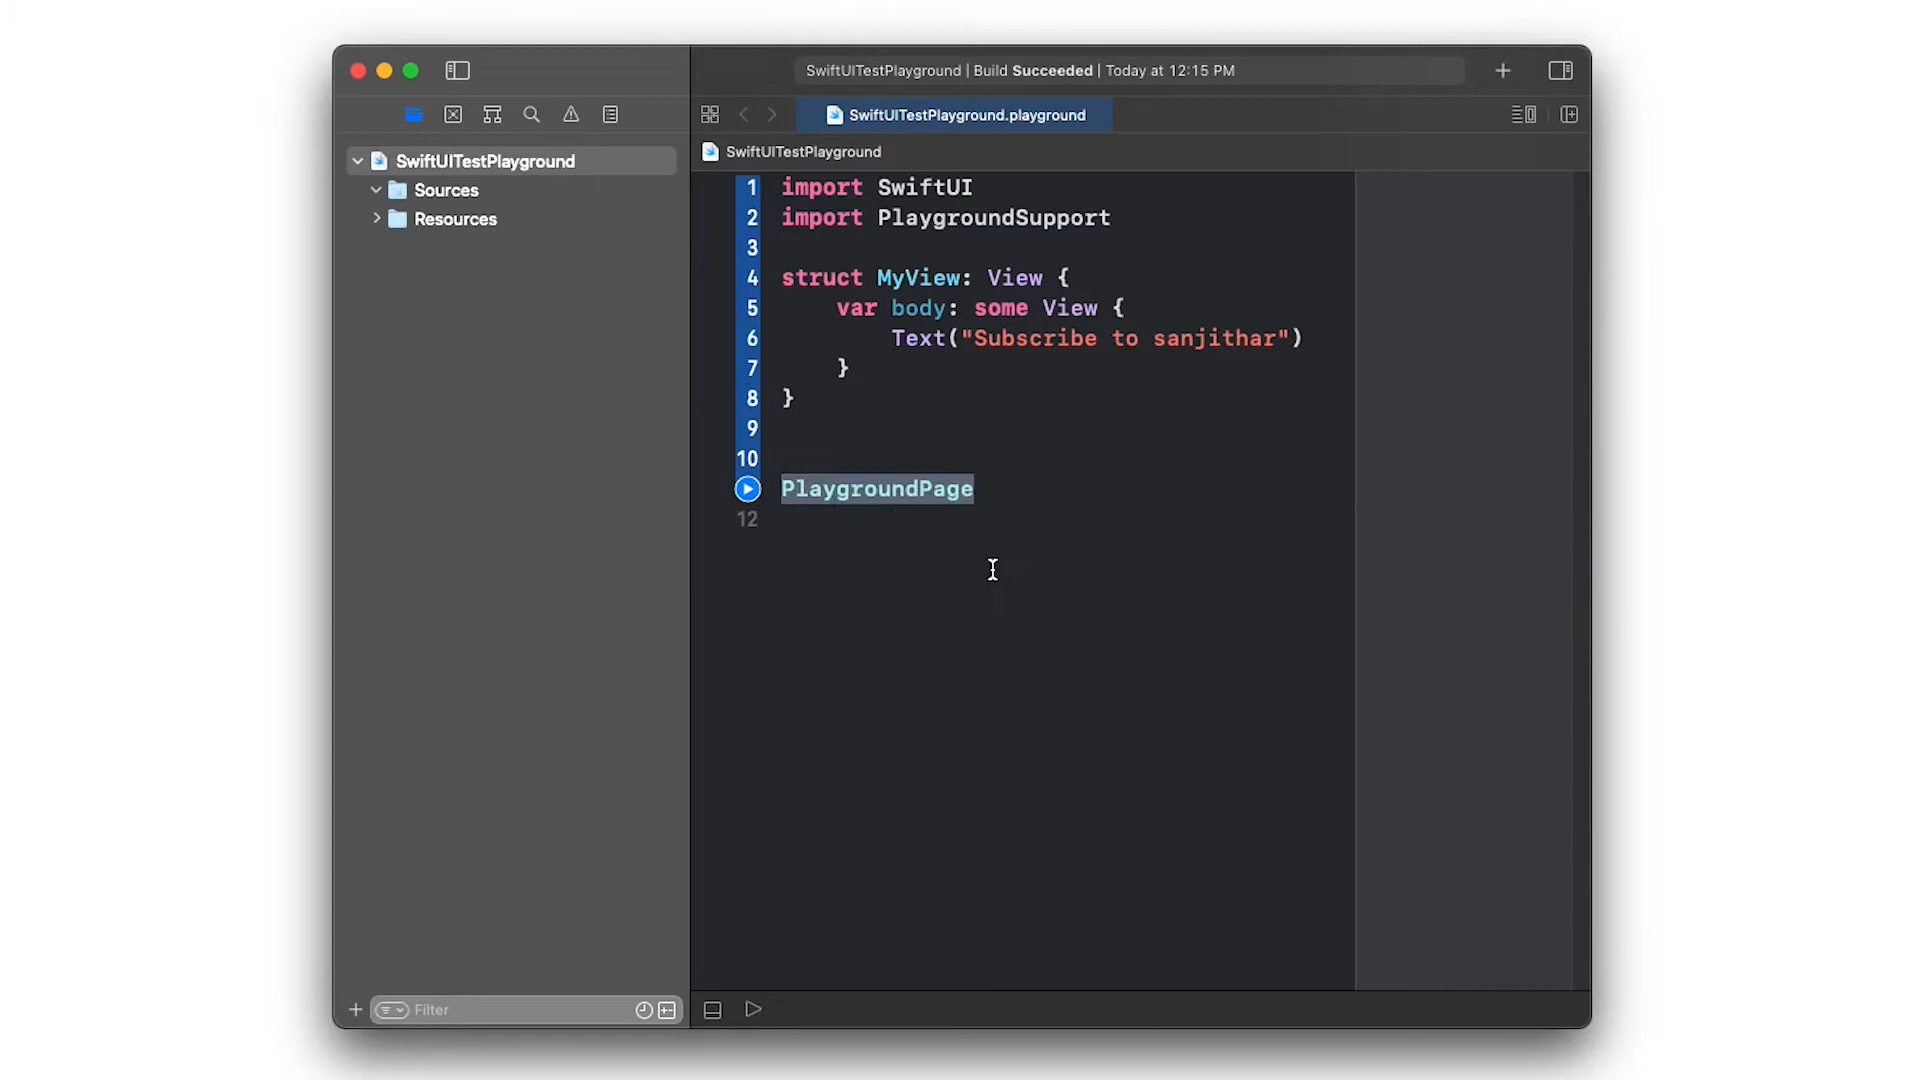 SwiftUITestPlayground | Build Succeeded | Today at 12:15 PM
SwiftUITestPlayground.playground
SwiftUITestPlayground
SwiftUITestPlayground
Sources
Resources
1 import SwiftUI
2 import PlaygroundSupport
3
4 struct MyView: View {
5     var body: some View {
6         Text("Subscribe to sanjithar")
7     }
8 }
9
10
PlaygroundPage
12
Filter